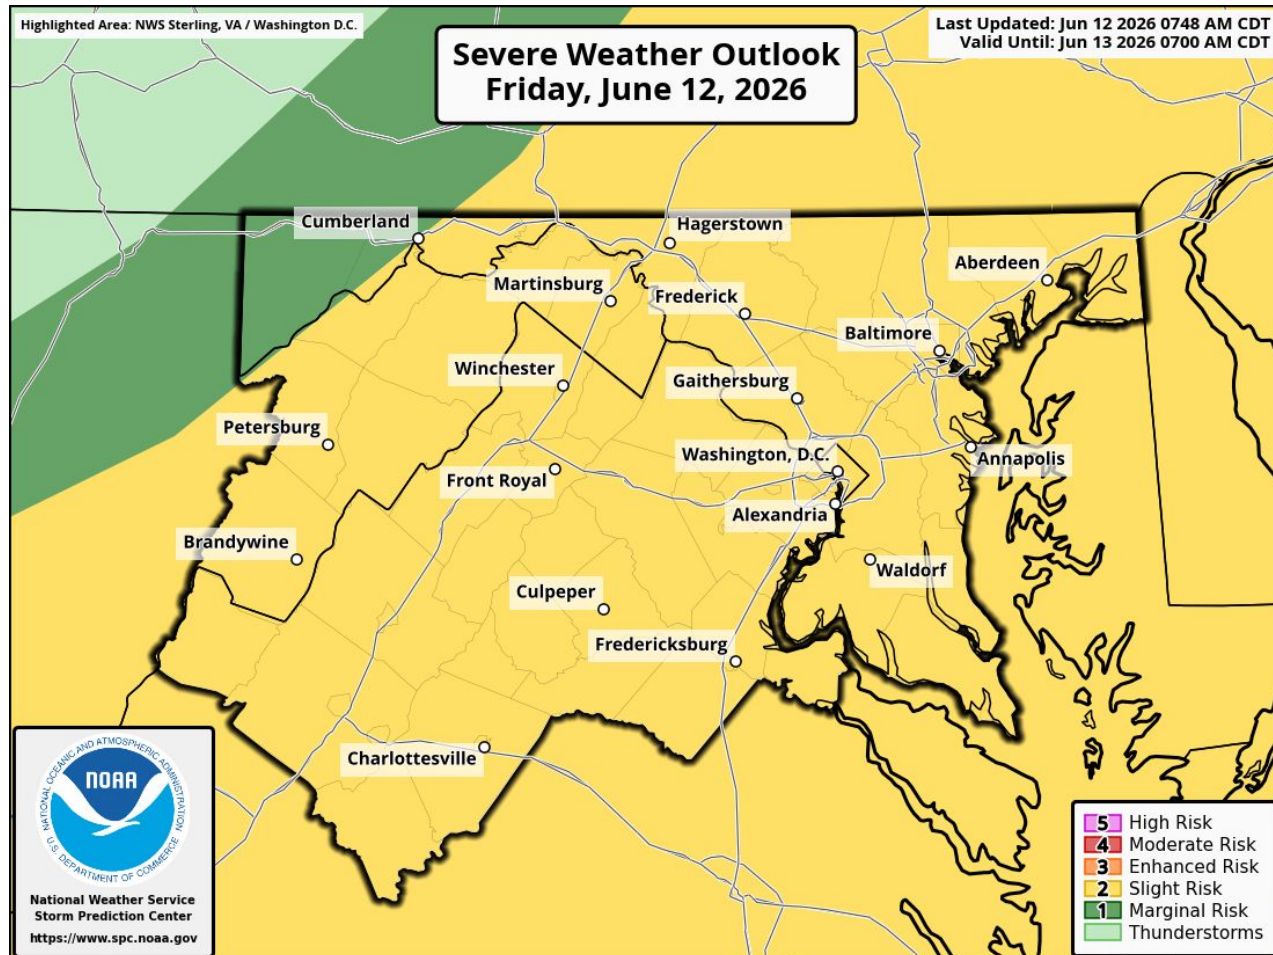 Highlighted Area: NWS Sterling, VA / Washington D.C.
Severe Weather Outlook
Friday, June 12, 2026
Last Updated: Jun 12 2026 0748 AM CDT
Valid Until: Jun 13 2026 0700 AM CDT
Cumberland
Hagerstown
Aberdeen
Martinsburg
Frederick
Baltimore
Winchester
Gaithersburg
Petersburg
Washington, D.C.
Annapolis
Front Royal
Alexandria
Brandywine
Waldorf
Culpeper
Fredericksburg
Charlottesville
NATIONAL OCEANIC AND ATMOSPHERIC ADMINISTRATION
NOAA
U.S. DEPARTMENT OF COMMERCE
National Weather Service
Storm Prediction Center
https://www.spc.noaa.gov
5 High Risk
4 Moderate Risk
3 Enhanced Risk
2 Slight Risk
1 Marginal Risk
Thunderstorms